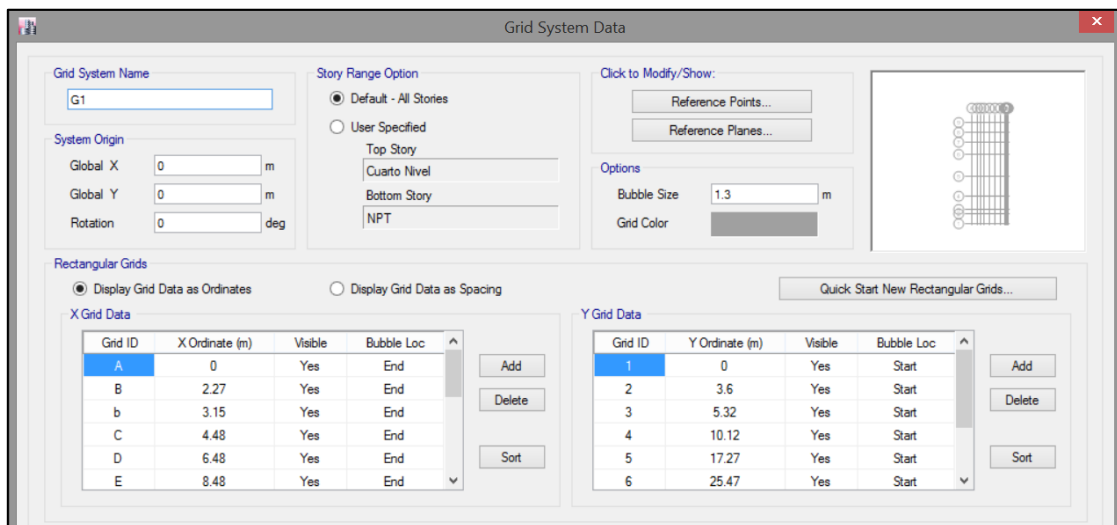 Grid System Data
Grid System Name
G1
System Origin
Global X 0 m
Global Y 0 m
Rotation 0 deg
Story Range Option
Default - All Stories
User Specified
Top Story
Cuarto Nivel
Bottom Story
NPT
Click to Modify/Show:
Reference Points...
Reference Planes...
Options
Bubble Size 1.3 m
Grid Color
Rectangular Grids
Display Grid Data as Ordinates Display Grid Data as Spacing Quick Start New Rectangular Grids...
X Grid Data
Grid ID X Ordinate (m) Visible Bubble Loc
A 0 Yes End
B 2.27 Yes End
b 3.15 Yes End
C 4.48 Yes End
D 6.48 Yes End
E 8.48 Yes End
Add
Delete
Sort
Y Grid Data
Grid ID Y Ordinate (m) Visible Bubble Loc
1 0 Yes Start
2 3.6 Yes Start
3 5.32 Yes Start
4 10.12 Yes Start
5 17.27 Yes Start
6 25.47 Yes Start
Add
Delete
Sort